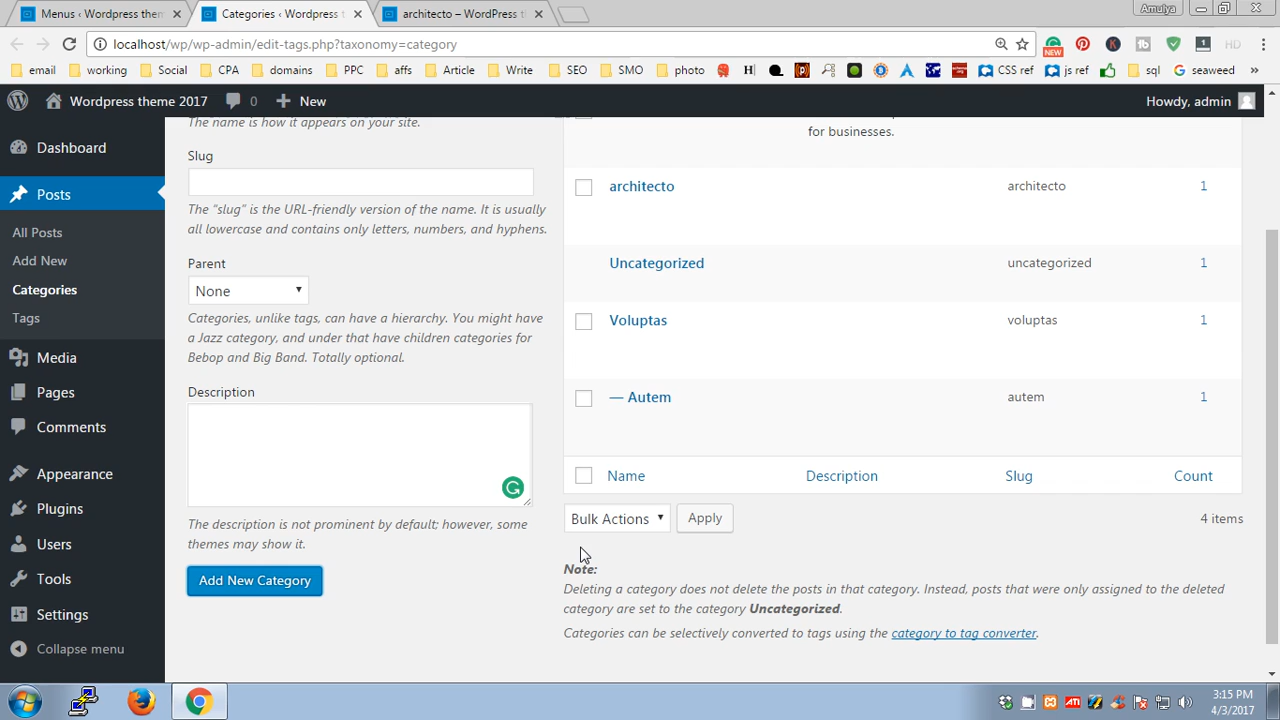 Menus ‹ Wordpress them
Categories ‹ Wordpress t
architecto – WordPress t
Amulya
localhost/wp/wp-admin/edit-tags.php?taxonomy=category
NEW
K
1
HD
email
working
Social
CPA
domains
PPC
affs
Article
Write
SEO
SMO
photo
H
CSS ref
js ref
sql
seaweed
»
Wordpress theme 2017
0
New
Howdy, admin
Dashboard
Posts
All Posts
Add New
Categories
Tags
Media
Pages
Comments
Appearance
Plugins
Users
Tools
Settings
Collapse menu
The name is how it appears on your site.
Slug
The “slug” is the URL-friendly version of the name. It is usually
all lowercase and contains only letters, numbers, and hyphens.
Parent
None
Categories, unlike tags, can have a hierarchy. You might have
a Jazz category, and under that have children categories for
Bebop and Big Band. Totally optional.
Description
The description is not prominent by default; however, some
themes may show it.
Add New Category
for businesses.
architecto architecto 1
Uncategorized uncategorized 1
Voluptas voluptas 1
— Autem autem 1
Name Description Slug Count
Bulk Actions Apply 4 items
Note:
Deleting a category does not delete the posts in that category. Instead, posts that were only assigned to the deleted
category are set to the category Uncategorized.
Categories can be selectively converted to tags using the category to tag converter.
3:15 PM
4/3/2017